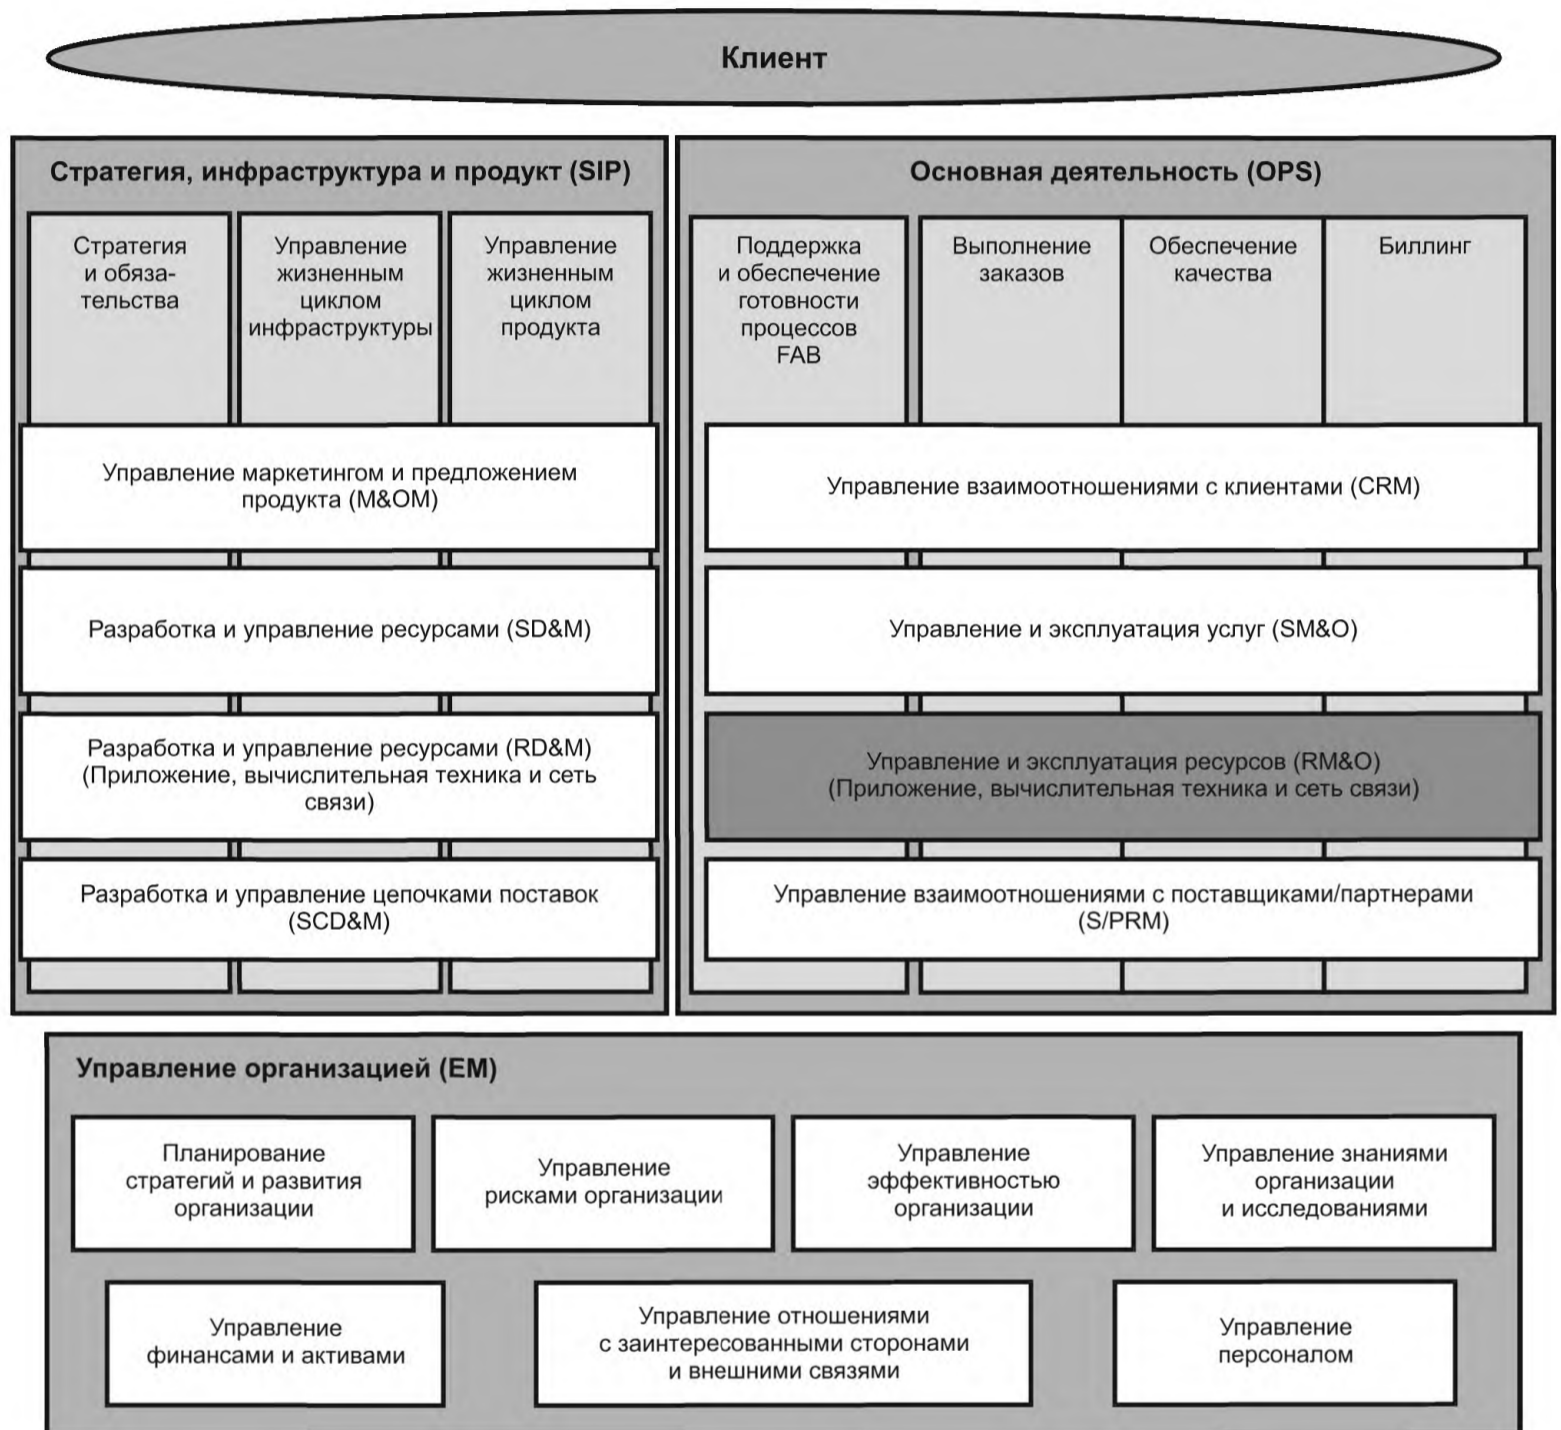 Клиент
Стратегия, инфраструктура и продукт (SIP)
Стратегия
и обяза-
тельства
Управление
жизненным
циклом
инфраструктуры
Управление
жизненным
циклом
продукта
Управление маркетингом и предложением
продукта (M&OM)
Разработка и управление ресурсами (SD&M)
Разработка и управление ресурсами (RD&M)
(Приложение, вычислительная техника и сеть
связи)
Разработка и управление цепочками поставок
(SCD&M)
Основная деятельность (OPS)
Поддержка
и обеспечение
готовности
процессов
FAB
Выполнение
заказов
Обеспечение
качества
Биллинг
Управление взаимоотношениями с клиентами (CRM)
Управление и эксплуатация услуг (SM&O)
Управление и эксплуатация ресурсов (RM&O)
(Приложение, вычислительная техника и сеть связи)
Управление взаимоотношениями с поставщиками/партнерами
(S/PRM)
Управление организацией (EM)
Планирование
стратегий и развития
организации
Управление
рисками организации
Управление
эффективностью
организации
Управление знаниями
организации
и исследованиями
Управление
финансами и активами
Управление отношениями
с заинтересованными сторонами
и внешними связями
Управление
персоналом